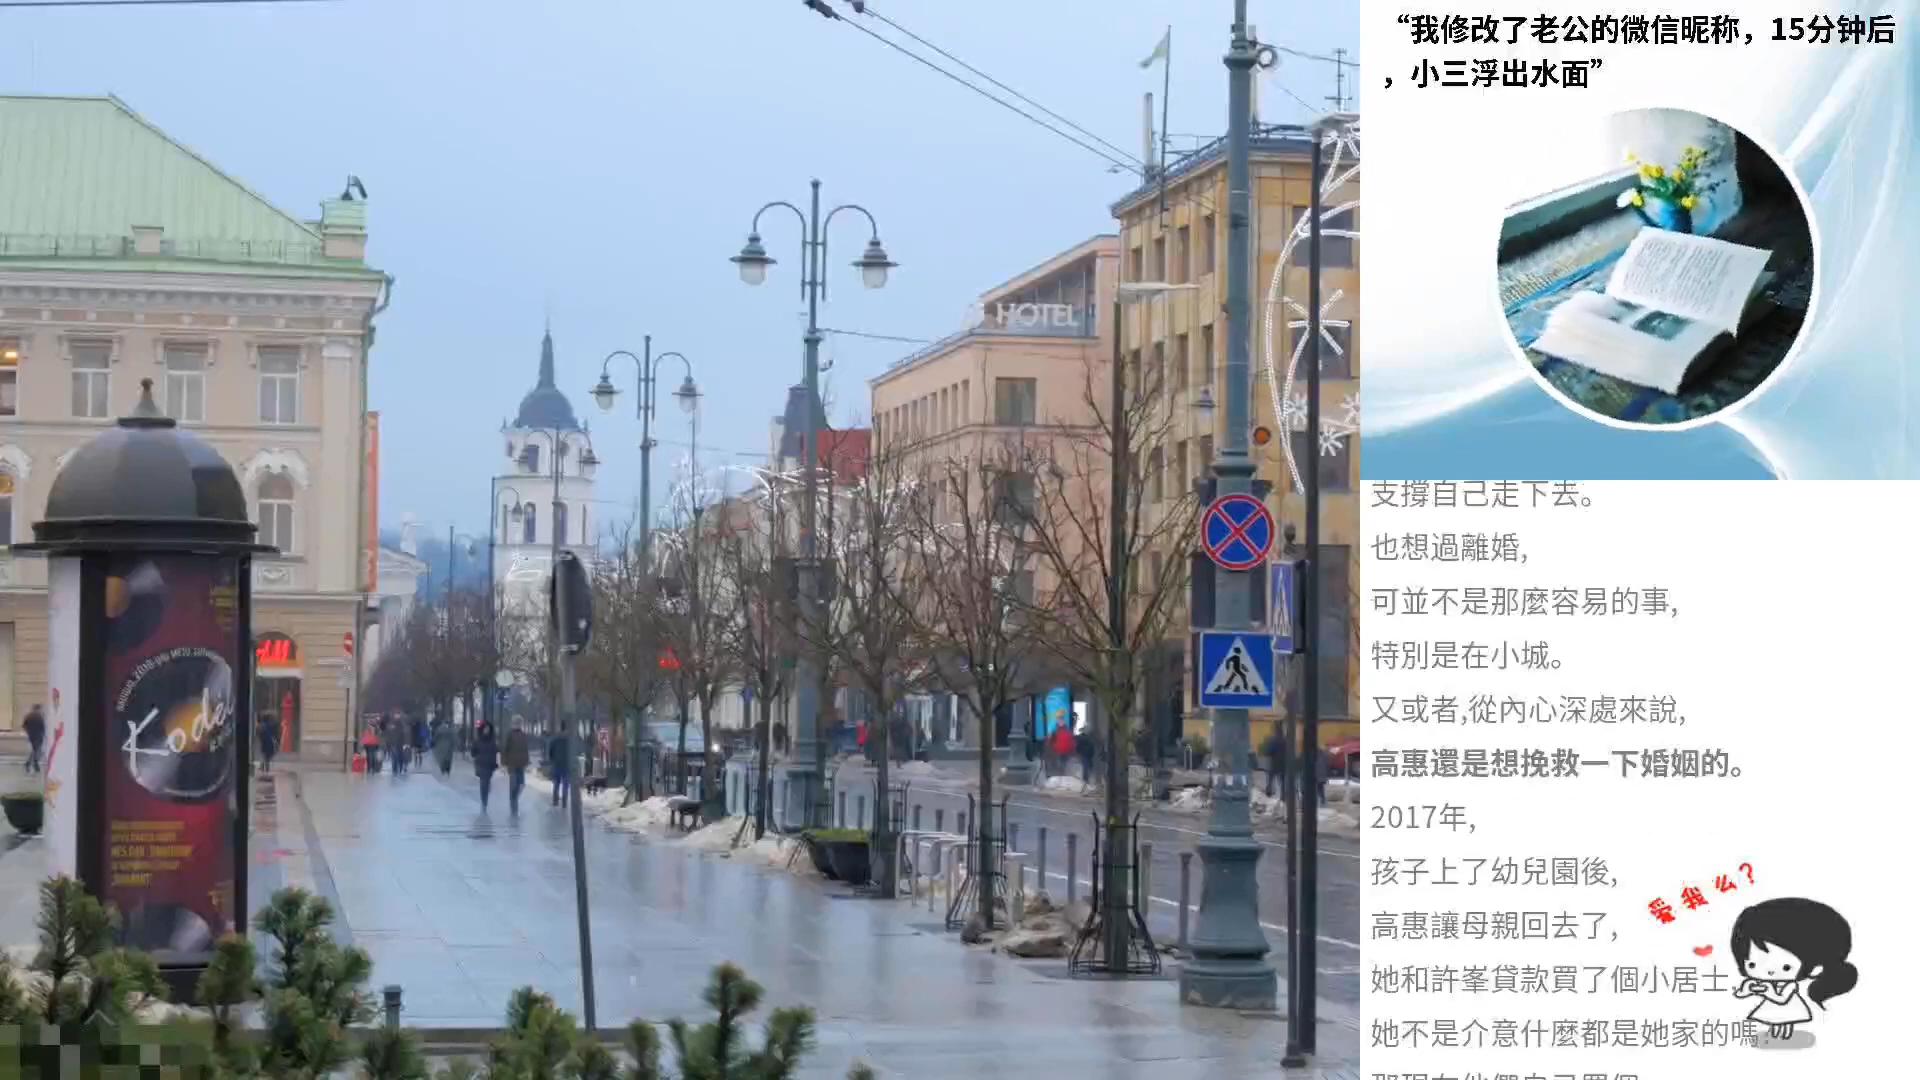 “我修改了老公的微信昵称，15分钟后
，小三浮出水面”
HOTEL
H&M
Kodėl
支撐自己走下去。
也想過離婚,
可並不是那麼容易的事,
特別是在小城。
又或者,從內心深處來說,
高惠還是想挽救一下婚姻的。
2017年,
孩子上了幼兒園後,
高惠讓母親回去了,
她和許峯貸款買了個小居士,
她不是介意什麼都是她家的嗎?
爱我么?